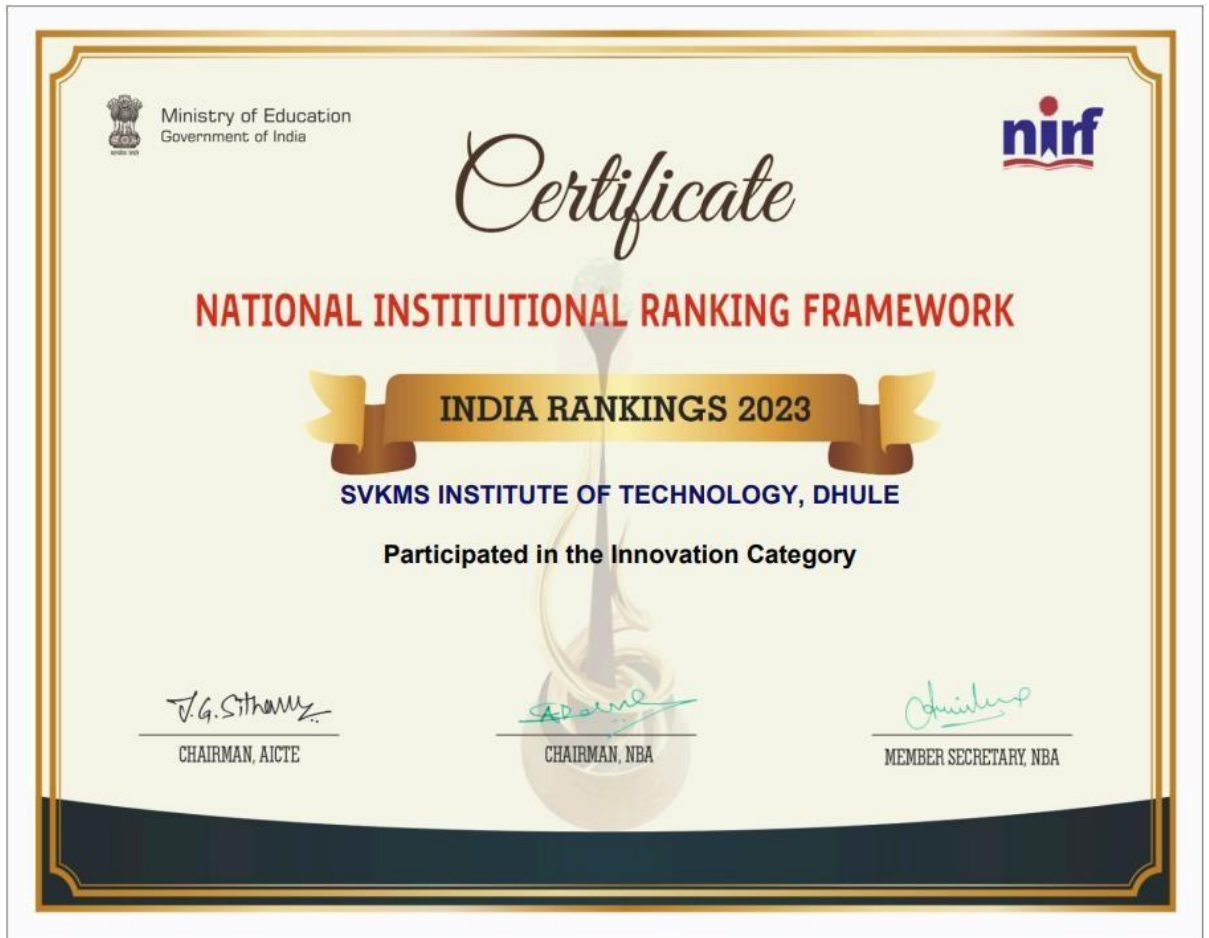 Ministry of Education
Government of India
nirf
Certificate
NATIONAL INSTITUTIONAL RANKING FRAMEWORK
INDIA RANKINGS 2023
SVKMS INSTITUTE OF TECHNOLOGY, DHULE
Participated in the Innovation Category
T.G. Sitharam
CHAIRMAN, AICTE
CHAIRMAN, NBA
MEMBER SECRETARY, NBA